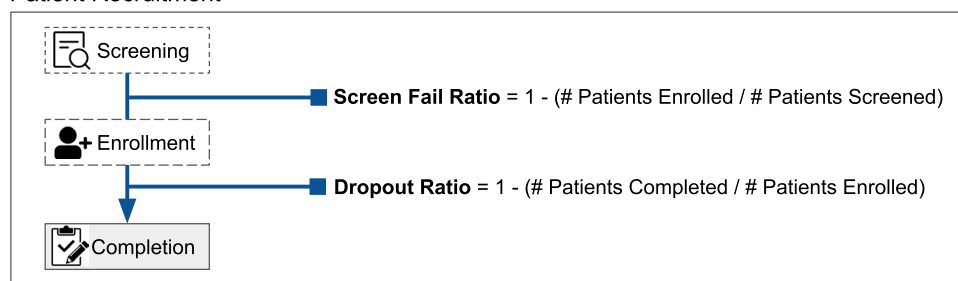 Patient Recruitment
Screening
Screen Fail Ratio = 1 - (# Patients Enrolled / # Patients Screened)
Enrollment
Dropout Ratio = 1 - (# Patients Completed / # Patients Enrolled)
Completion